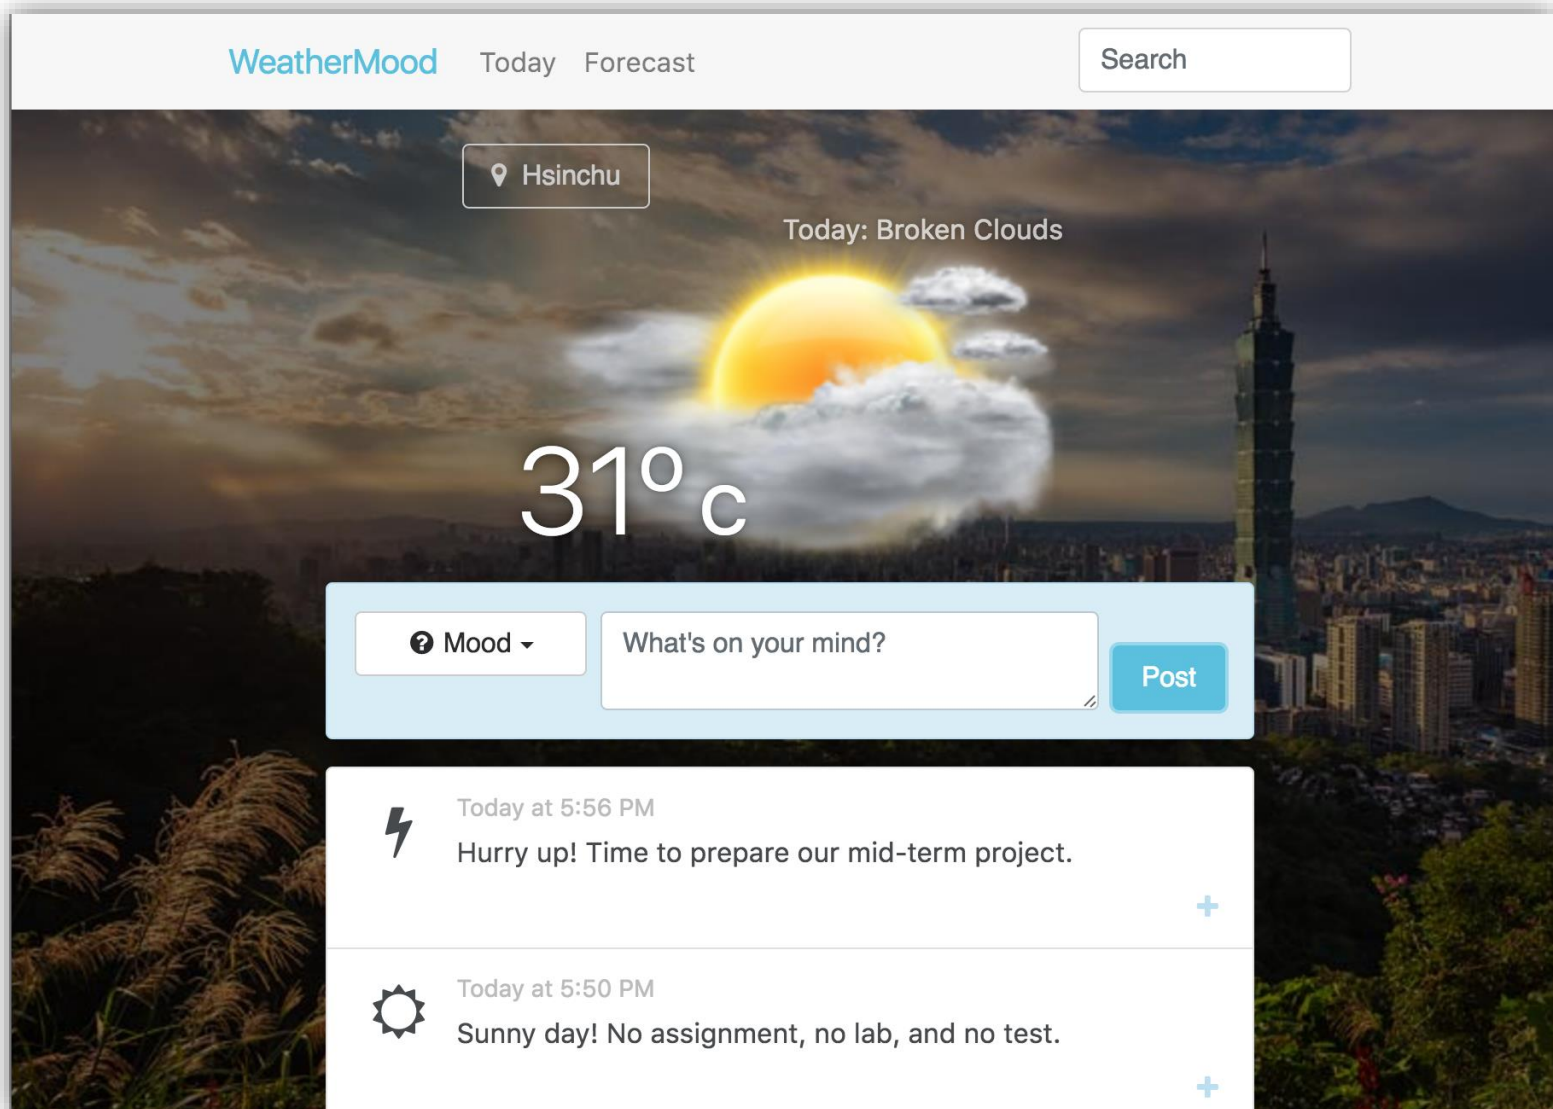 WeatherMood Today Forecast Search
Hsinchu
Today: Broken Clouds
31° c
Mood
What's on your mind?
Post
Today at 5:56 PM
Hurry up! Time to prepare our mid-term project.
+
Today at 5:50 PM
Sunny day! No assignment, no lab, and no test.
+